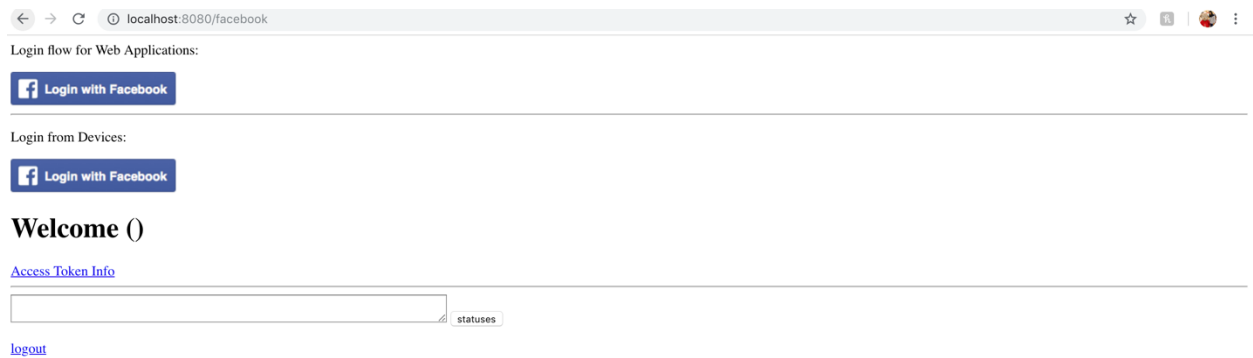 localhost:8080/facebook
Login flow for Web Applications:
Login with Facebook
Login from Devices:
Login with Facebook
Welcome ()
Access Token Info
statuses
logout